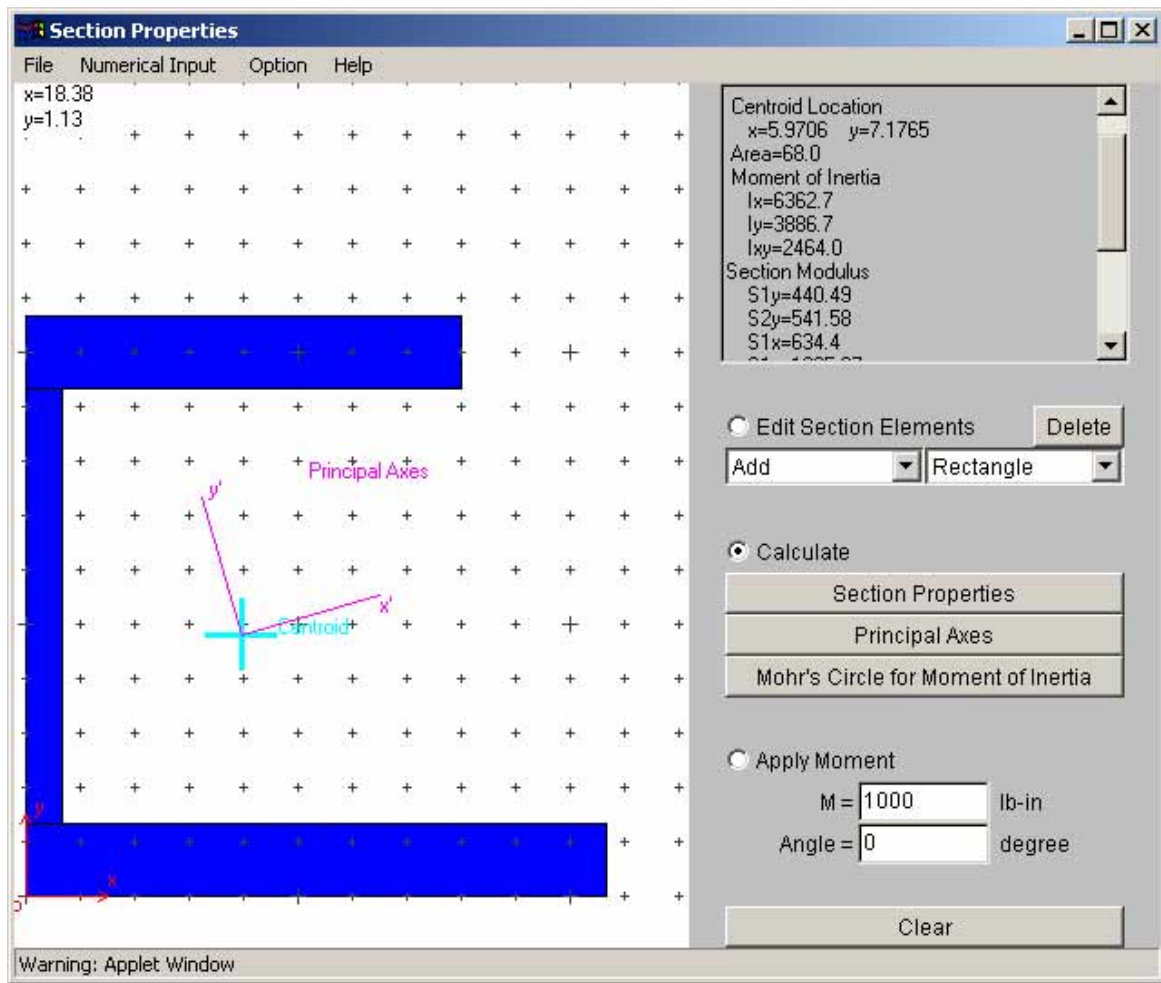 Section Properties
File Numerical Input Option Help
x=18.38
y=1.13
Principal Axes
y'
x'
Centroid
y
x
Centroid Location
x=5.9706 y=7.1765
Area=68.0
Moment of Inertia
Ix=6362.7
Iy=3886.7
Ixy=2464.0
Section Modulus
S1y=440.49
S2y=541.58
S1x=634.4
Edit Section Elements Delete
Add Rectangle
Calculate
Section Properties
Principal Axes
Mohr's Circle for Moment of Inertia
Apply Moment
M = 1000 lb-in
Angle = 0 degree
Clear
Warning: Applet Window